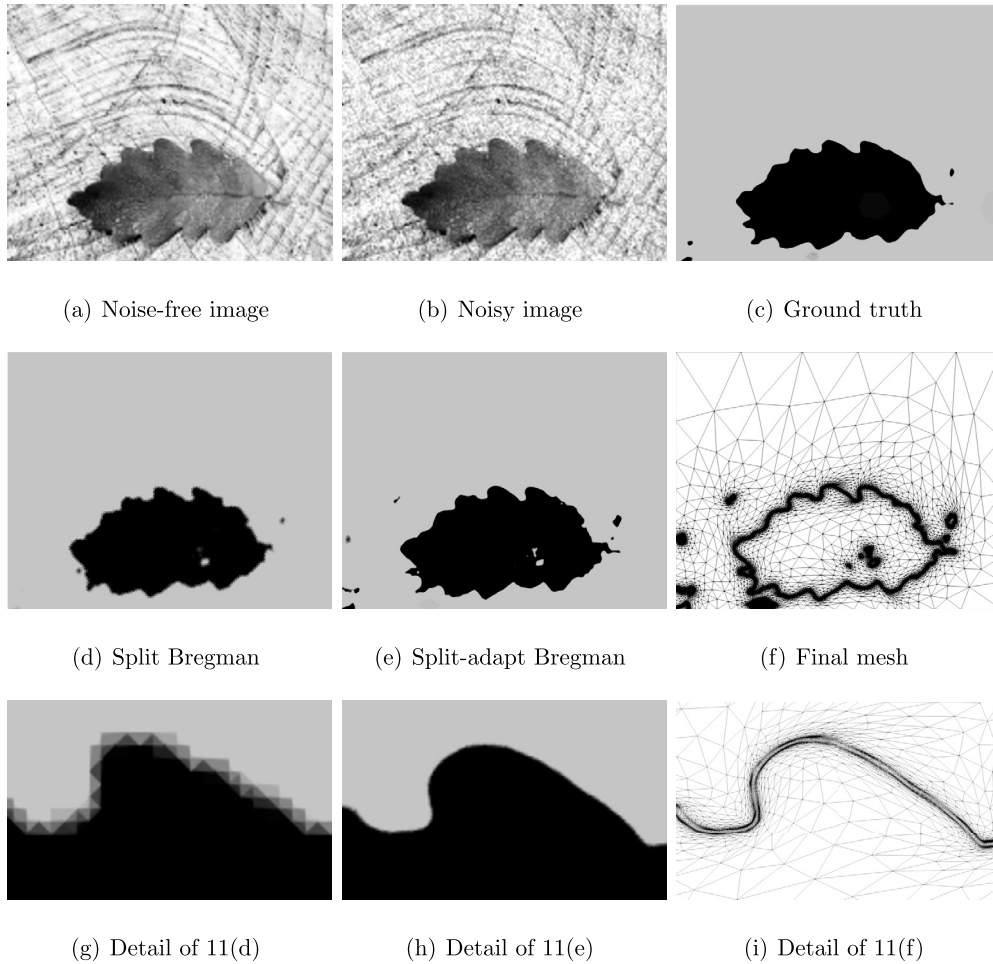 (a) Noise-free image
(b) Noisy image
(c) Ground truth
(d) Split Bregman
(e) Split-adapt Bregman
(f) Final mesh
(g) Detail of 11(d)
(h) Detail of 11(e)
(i) Detail of 11(f)